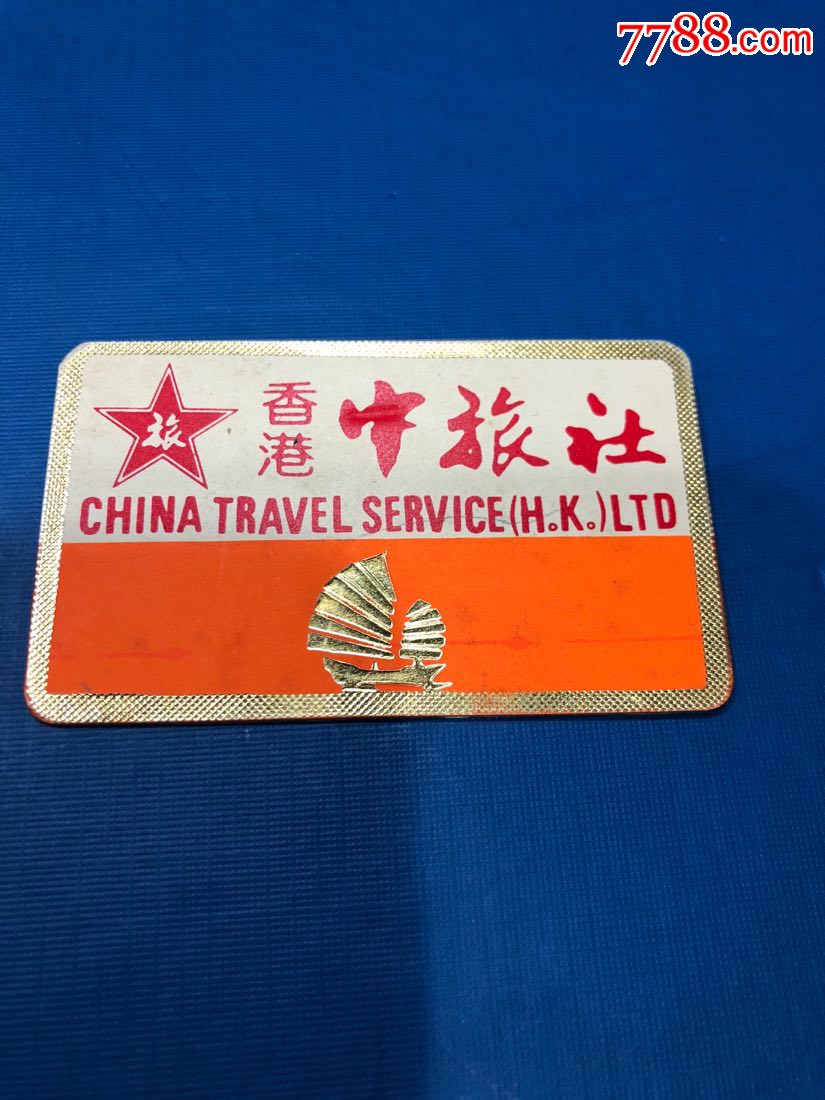 7788.com
旅
香港 中旅社
CHINA TRAVEL SERVICE (H.K.) LTD